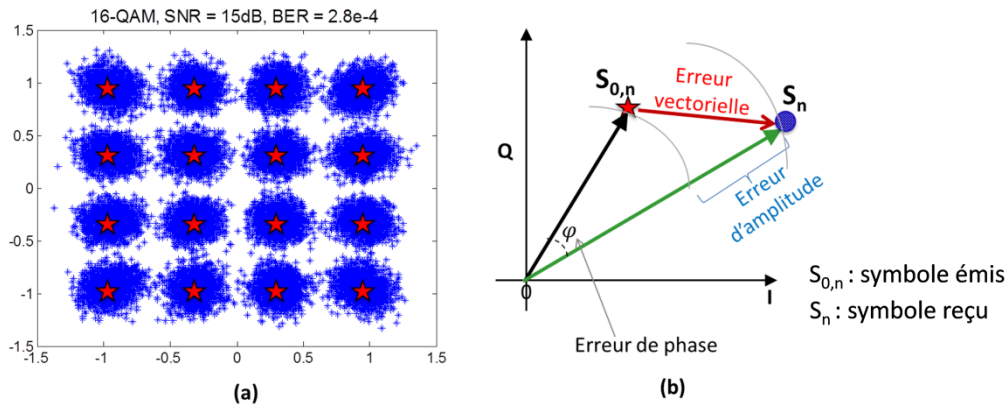 16-QAM, SNR = 15dB, BER = 2.8e-4
1.5
1
0.5
0
-0.5
-1
-1.5
-1.5
-1
-0.5
0
0.5
1
1.5
(a)
Q
S0,n
Erreur
vectorielle
Sn
Erreur
d'amplitude
φ
0
I
Erreur de phase
S0,n : symbole émis
Sn : symbole reçu
(b)